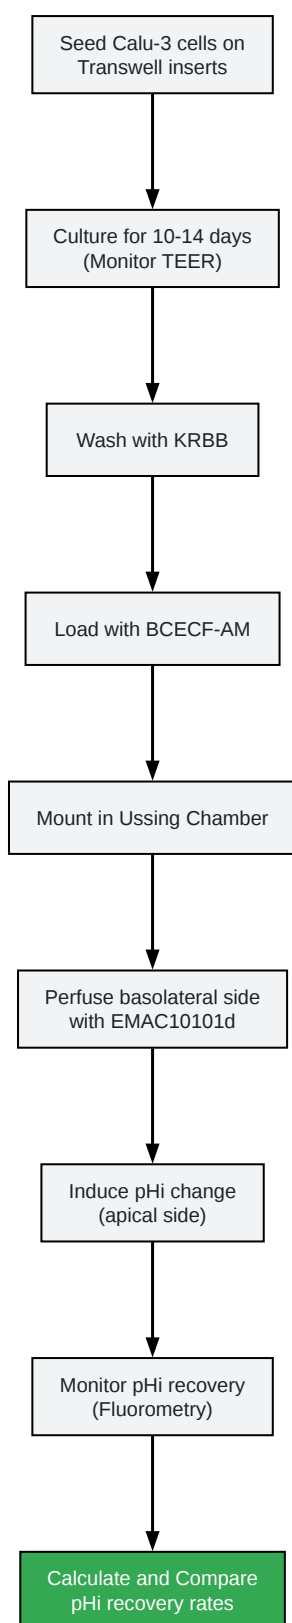 Seed Calu-3 cells on
Transwell inserts
Culture for 10-14 days
(Monitor TEER)
Wash with KRBB
Load with BCECF-AM
Mount in Ussing Chamber
Perfuse basolateral side
with EMAC10101d
Induce pHi change
(apical side)
Monitor pHi recovery
(Fluorometry)
Calculate and Compare
pHi recovery rates